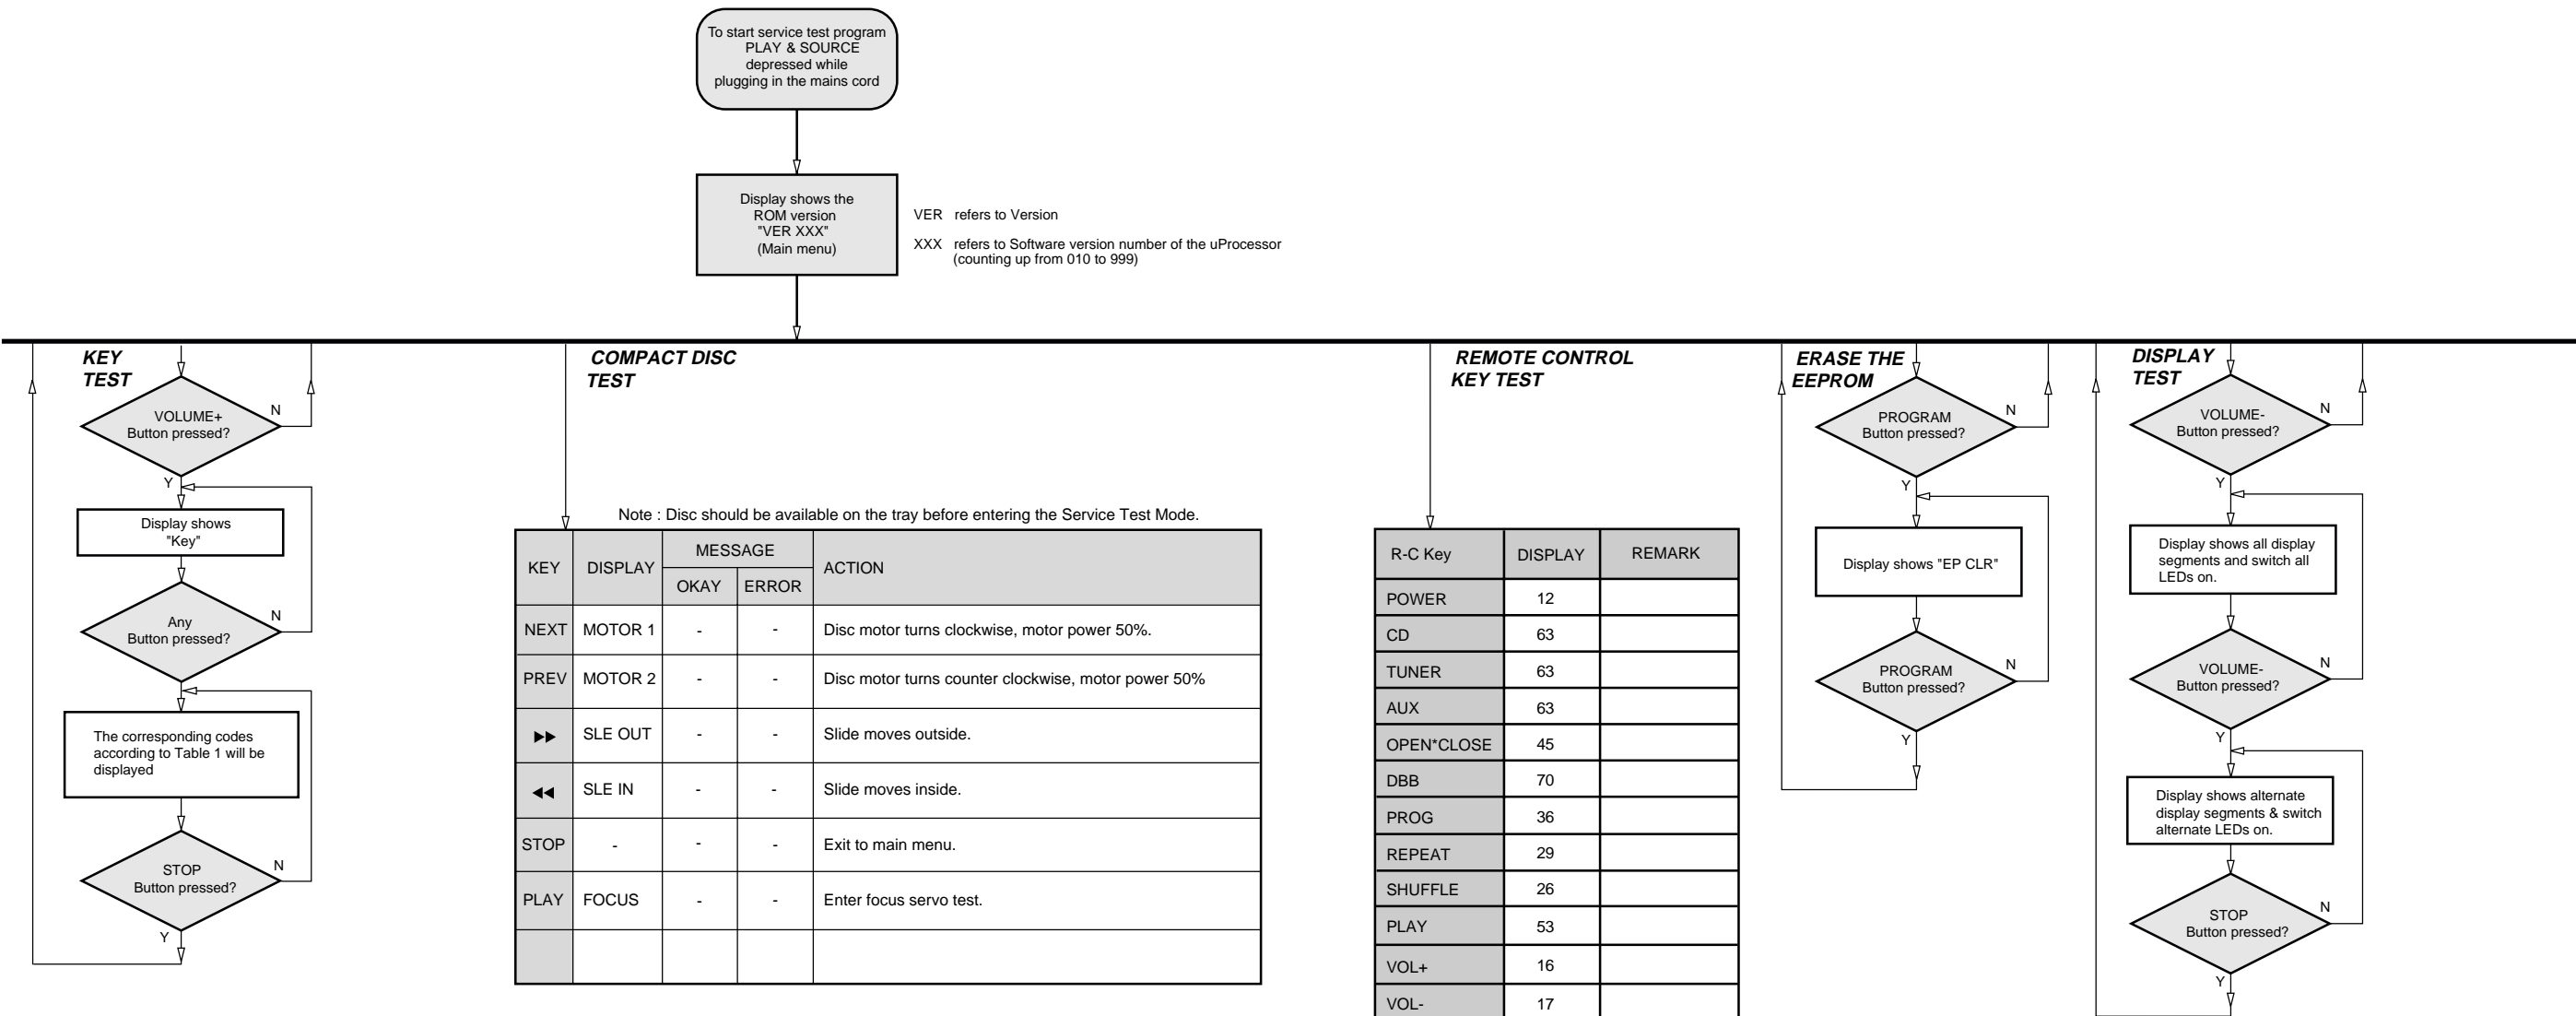 To start service test program
PLAY & SOURCE
depressed while
plugging in the mains cord
Display shows the
ROM version
"VER XXX"
(Main menu)
VER refers to Version
XXX refers to Software version number of the uProcessor
(counting up from 010 to 999)
KEY
TEST
VOLUME+
Button pressed?
N
Y
Display shows
"Key"
Any
Button pressed?
N
The corresponding codes
according to Table 1 will be
displayed
STOP
Button pressed?
N
Y
COMPACT DISC
TEST
Note : Disc should be available on the tray before entering the Service Test Mode.
KEY DISPLAY MESSAGE ACTION
OKAY ERROR
NEXT MOTOR 1 - - Disc motor turns clockwise, motor power 50%.
PREV MOTOR 2 - - Disc motor turns counter clockwise, motor power 50%
▶▶ SLE OUT - - Slide moves outside.
◀◀ SLE IN - - Slide moves inside.
STOP - - - Exit to main menu.
PLAY FOCUS - - Enter focus servo test.
REMOTE CONTROL
KEY TEST
R-C Key DISPLAY REMARK
POWER 12
CD 63
TUNER 63
AUX 63
OPEN*CLOSE 45
DBB 70
PROG 36
REPEAT 29
SHUFFLE 26
PLAY 53
VOL+ 16
VOL- 17
ERASE THE
EEPROM
PROGRAM
Button pressed?
N
Y
Display shows "EP CLR"
PROGRAM
Button pressed?
N
Y
DISPLAY
TEST
VOLUME-
Button pressed?
N
Y
Display shows all display
segments and switch all
LEDs on.
VOLUME-
Button pressed?
N
Y
Display shows alternate
display segments & switch
alternate LEDs on.
STOP
Button pressed?
N
Y